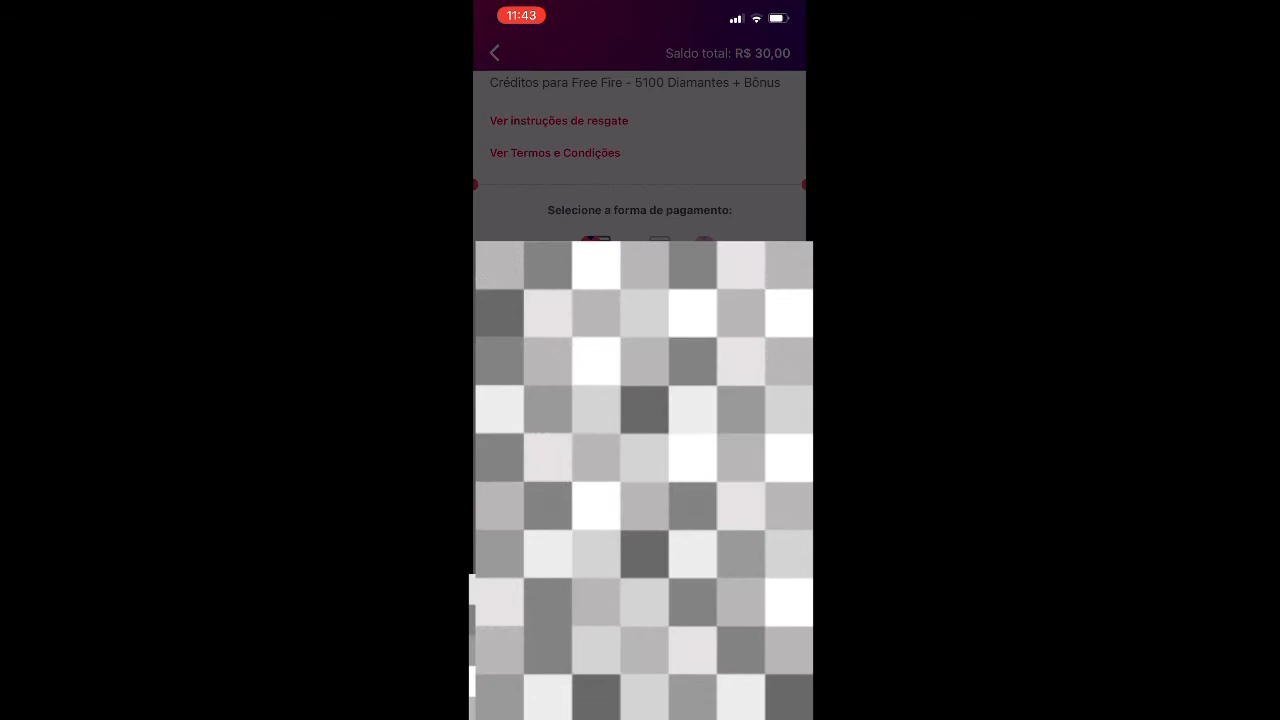 11:43
Saldo total: R$ 30,00
Créditos para Free Fire - 5100 Diamantes + Bônus
Ver instruções de resgate
Ver Termos e Condições
Selecione a forma de pagamento: